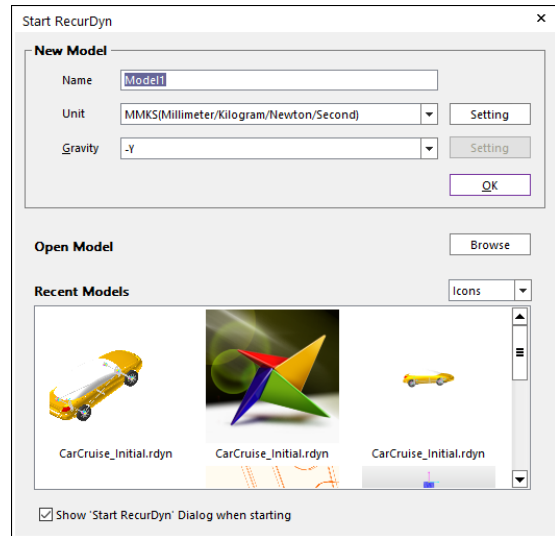 Start RecurDyn
New Model
Name Model1
Unit MMKS(Millimeter/Kilogram/Newton/Second) Setting
Gravity -Y Setting
OK
Open Model Browse
Recent Models Icons
CarCruise_Initial.rdyn CarCruise_Initial.rdyn CarCruise_Initial.rdyn
Show 'Start RecurDyn' Dialog when starting